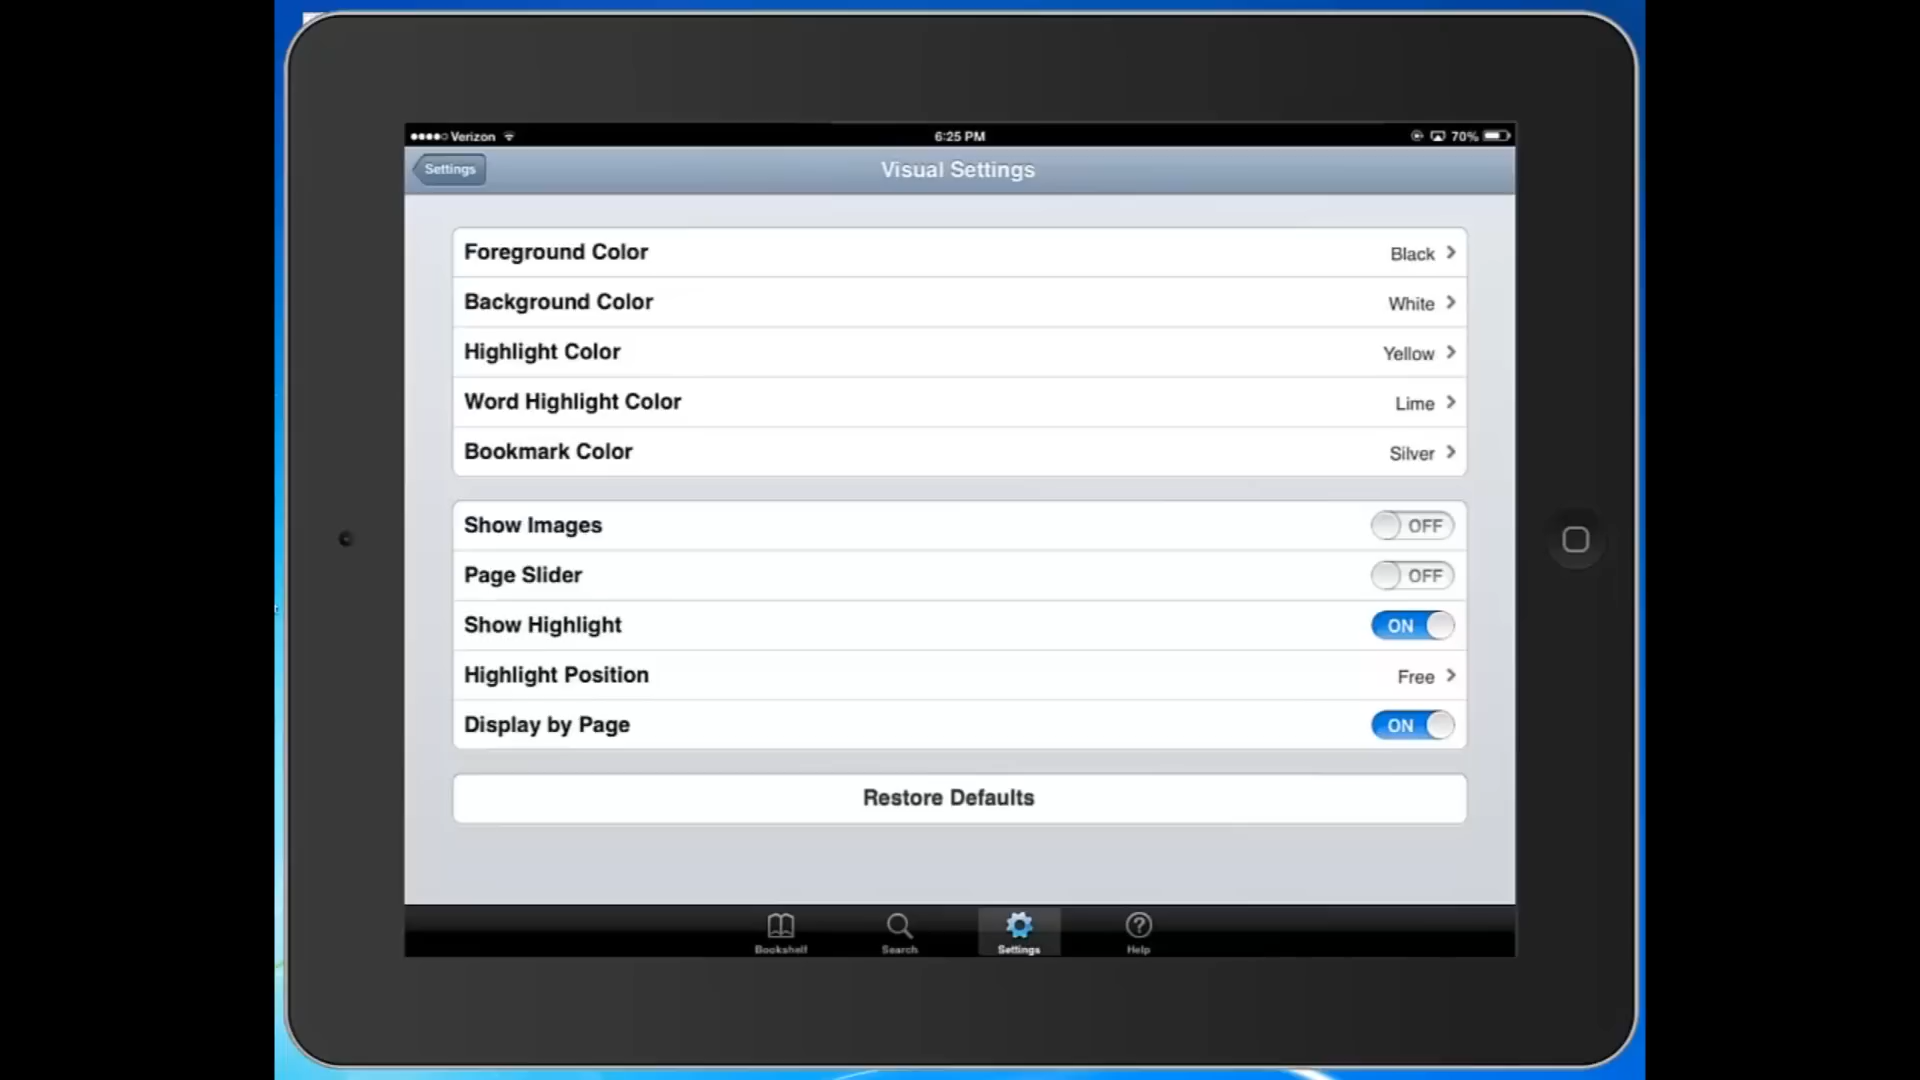 Verizon 6:25 PM 70%
Settings Visual Settings
Foreground Color Black
Background Color White
Highlight Color Yellow
Word Highlight Color Lime
Bookmark Color Silver
Show Images OFF
Page Slider OFF
Show Highlight ON
Highlight Position Free
Display by Page ON
Restore Defaults
Bookshelf Search Settings Help